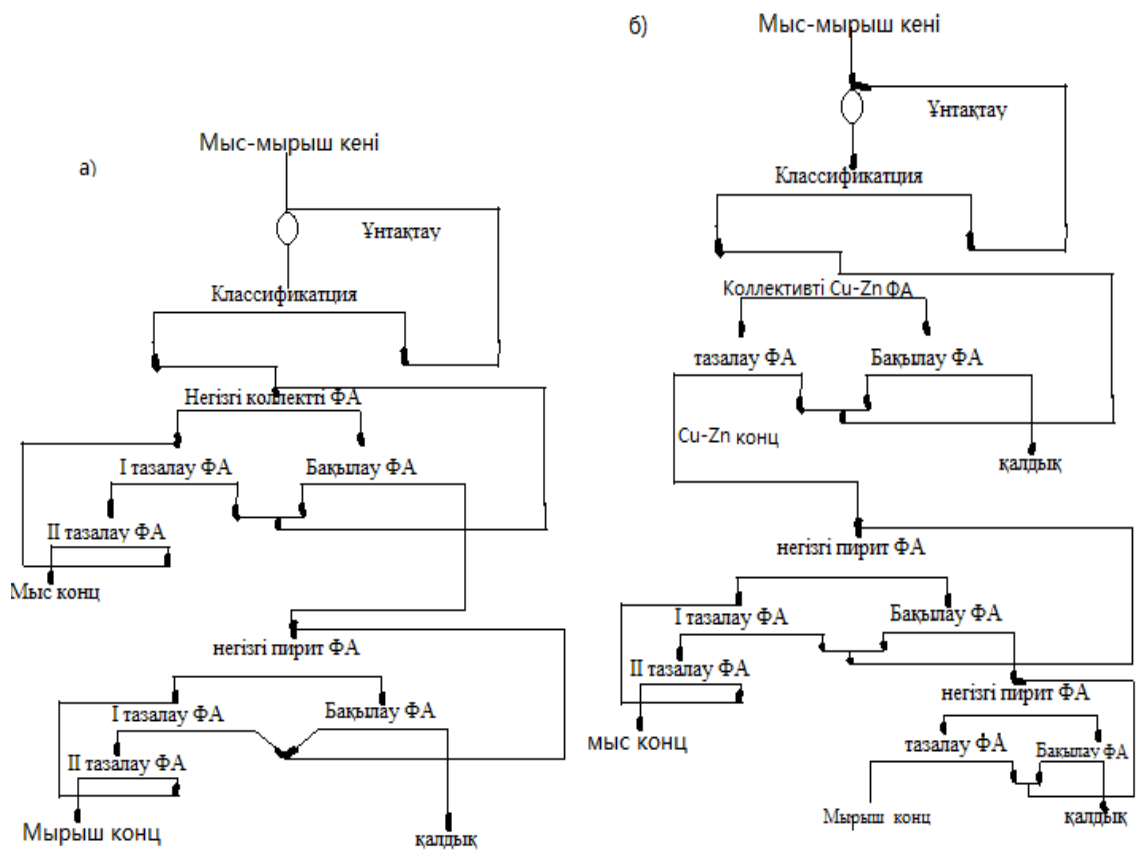 а)
Мыс-мырыш кені
Ұнтақтау
Классификатция
Негізгі коллектті ФА
І тазалау ФА
Бақылау ФА
ІІ тазалау ФА
Мыс конц
негізгі пирит ФА
І тазалау ФА
Бақылау ФА
ІІ тазалау ФА
Мырыш конц
қалдық
б)
Мыс-мырыш кені
Ұнтақтау
Классификатция
Коллективті Cu-Zn ФА
тазалау ФА
Бақылау ФА
Cu-Zn конц
қалдық
негізгі пирит ФА
І тазалау ФА
Бақылау ФА
ІІ тазалау ФА
мыс конц
негізгі пирит ФА
тазалау ФА
Бақылау ФА
Мырыш конц
қалдық